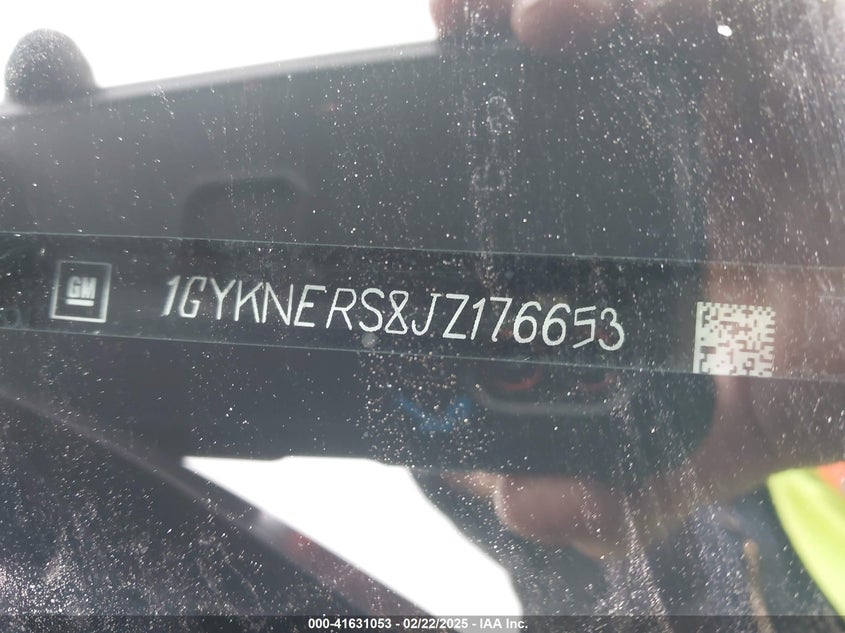 GM 1GYKNERS8JZ176653
000-41631053 - 02/22/2025 - IAA Inc.